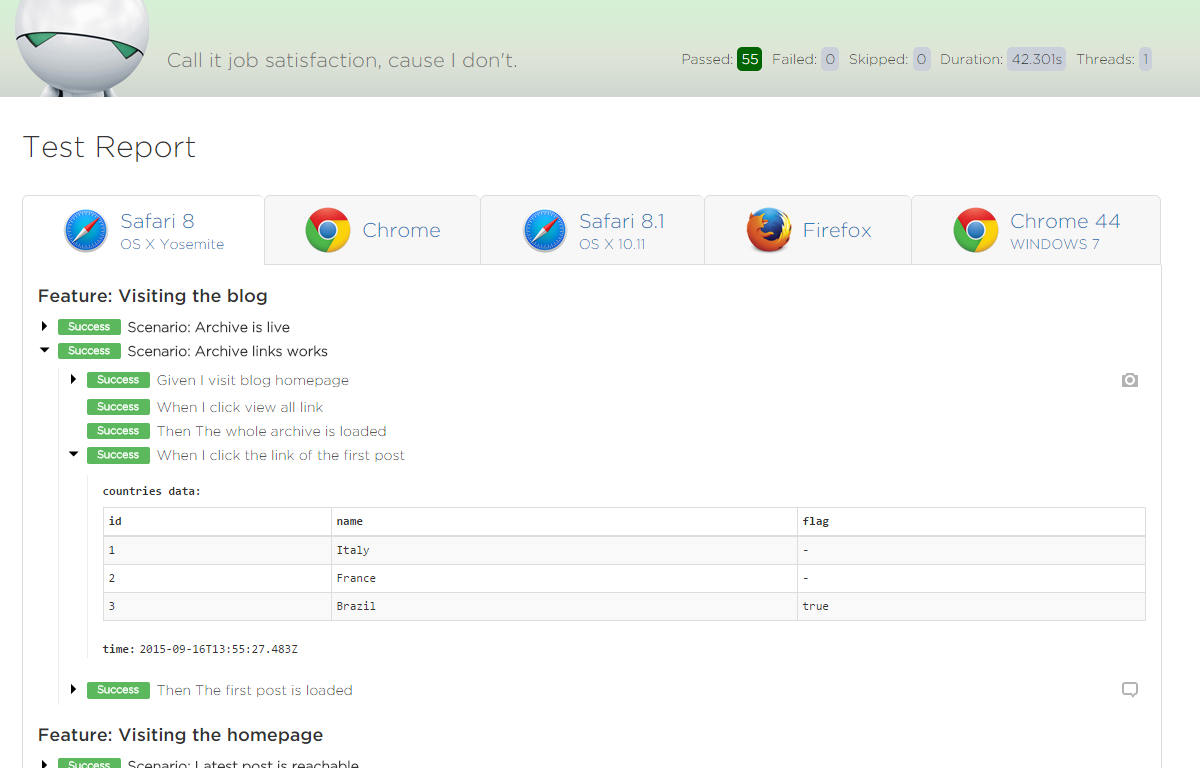 Call it job satisfaction, cause I don't.
Passed: 55 Failed: 0 Skipped: 0 Duration: 42.301s Threads: 1
Test Report
Safari 8
OS X Yosemite
Chrome
Safari 8.1
OS X 10.11
Firefox
Chrome 44
WINDOWS 7
Feature: Visiting the blog
Success Scenario: Archive is live
Success Scenario: Archive links works
Success Given I visit blog homepage
Success When I click view all link
Success Then The whole archive is loaded
Success When I click the link of the first post
countries data:
id name flag
1 Italy -
2 France -
3 Brazil true
time: 2015-09-16T13:55:27.483Z
Success Then The first post is loaded
Feature: Visiting the homepage
Success Scenario: Latest post is reachable